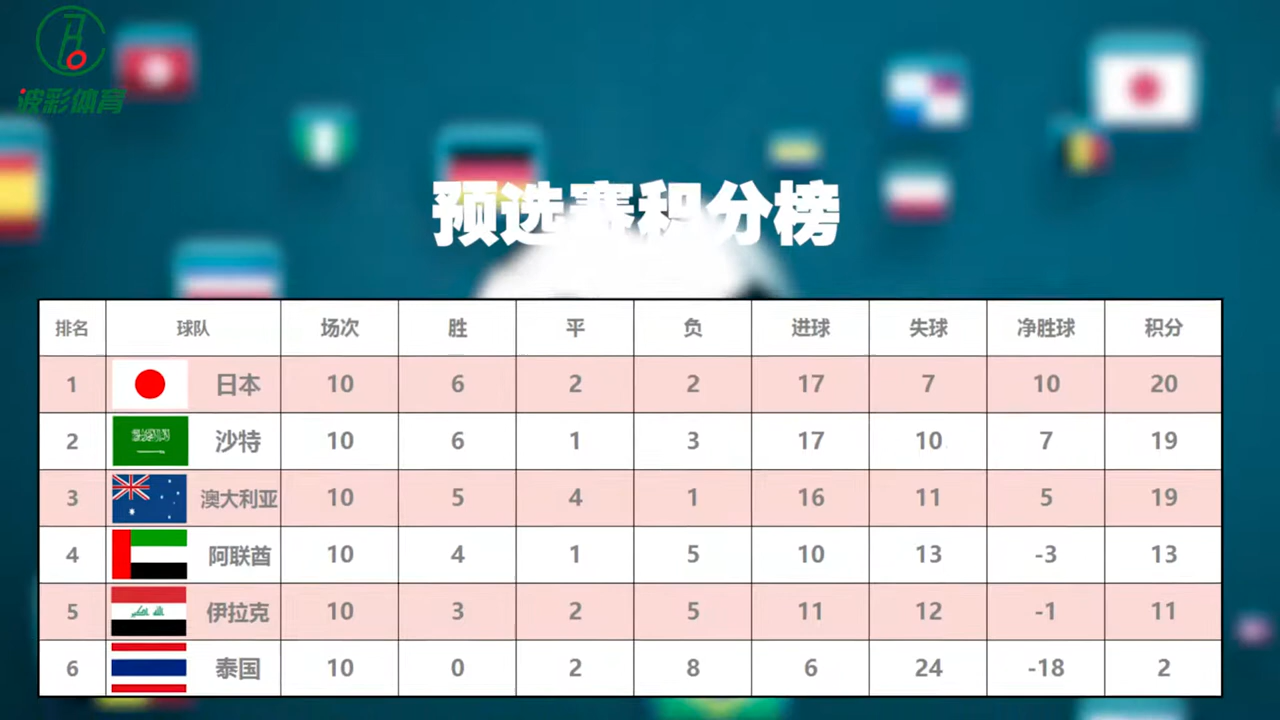 波彩体育
预选赛积分榜
排名 球队 场次 胜 平 负 进球 失球 净胜球 积分
1 日本 10 6 2 2 17 7 10 20
2 沙特 10 6 1 3 17 10 7 19
3 澳大利亚 10 5 4 1 16 11 5 19
4 阿联酋 10 4 1 5 10 13 -3 13
5 伊拉克 10 3 2 5 11 12 -1 11
6 泰国 10 0 2 8 6 24 -18 2